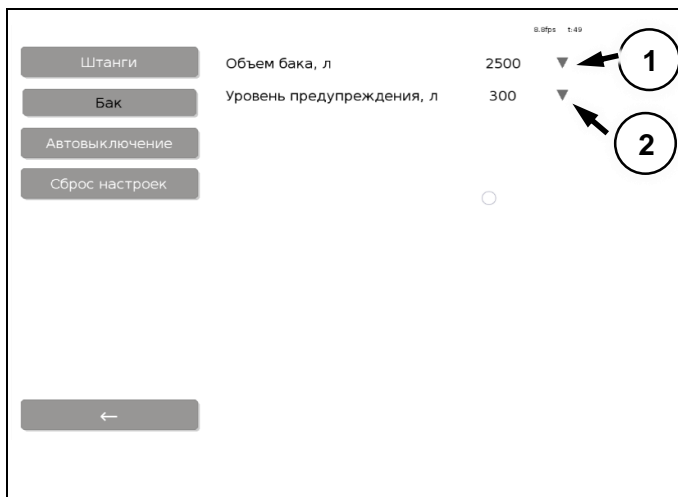 8.8fps t:49
Штанги
Объем бака, л 2500 ▼
1
Бак
Уровень предупреждения, л 300 ▼
2
Автовыключение
Сброс настроек
←